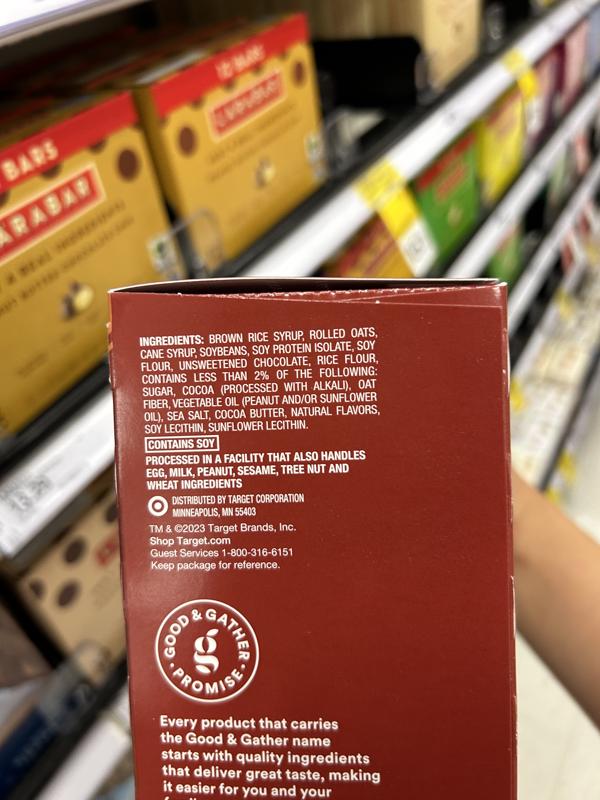 12 BARS
LÄRABAR
BARS
ARABAR
INGREDIENTS: BROWN RICE SYRUP, ROLLED OATS,
CANE SYRUP, SOYBEANS, SOY PROTEIN ISOLATE, SOY
FLOUR, UNSWEETENED CHOCOLATE, RICE FLOUR,
CONTAINS LESS THAN 2% OF THE FOLLOWING:
SUGAR, COCOA (PROCESSED WITH ALKALI), OAT
FIBER, VEGETABLE OIL (PEANUT AND/OR SUNFLOWER
OIL), SEA SALT, COCOA BUTTER, NATURAL FLAVORS,
SOY LECITHIN, SUNFLOWER LECITHIN.
CONTAINS SOY
PROCESSED IN A FACILITY THAT ALSO HANDLES
EGG, MILK, PEANUT, SESAME, TREE NUT AND
WHEAT INGREDIENTS
DISTRIBUTED BY TARGET CORPORATION
MINNEAPOLIS, MN 55403
TM & ©2023 Target Brands, Inc.
Shop Target.com
Guest Services 1-800-316-6151
Keep package for reference.
GOOD & GATHER
g
• PROMISE •
Every product that carries
the Good & Gather name
starts with quality ingredients
that deliver great taste, making
it easier for you and your